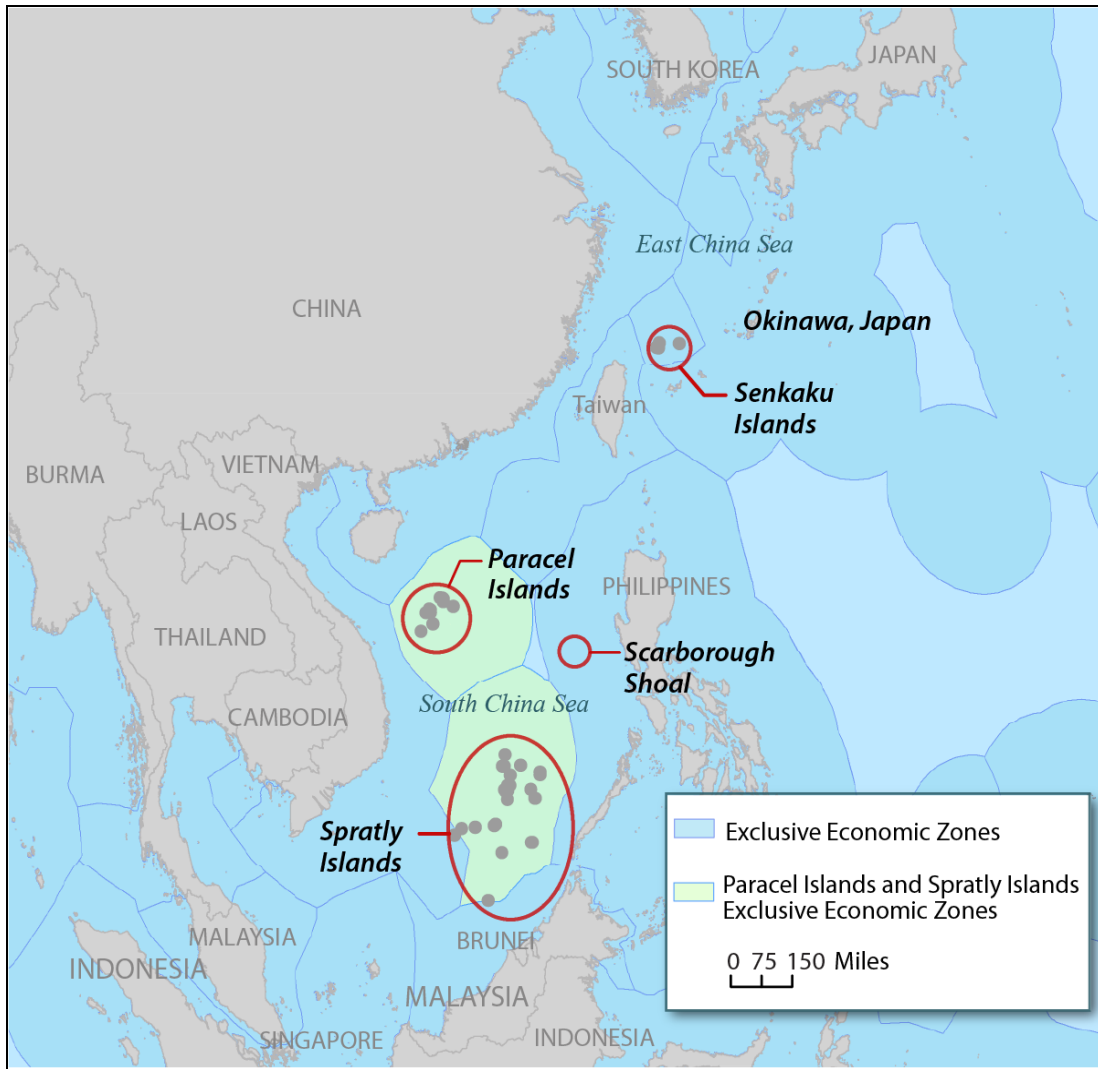 SOUTH KOREA
JAPAN
East China Sea
CHINA
Okinawa, Japan
Senkaku
Islands
Taiwan
BURMA
VIETNAM
LAOS
Paracel
Islands
PHILIPPINES
THAILAND
Scarborough
Shoal
South China Sea
CAMBODIA
Spratly
Islands
Exclusive Economic Zones
Paracel Islands and Spratly Islands
Exclusive Economic Zones
0 75 150 Miles
MALAYSIA
BRUNEI
INDONESIA
MALAYSIA
SINGAPORE
INDONESIA